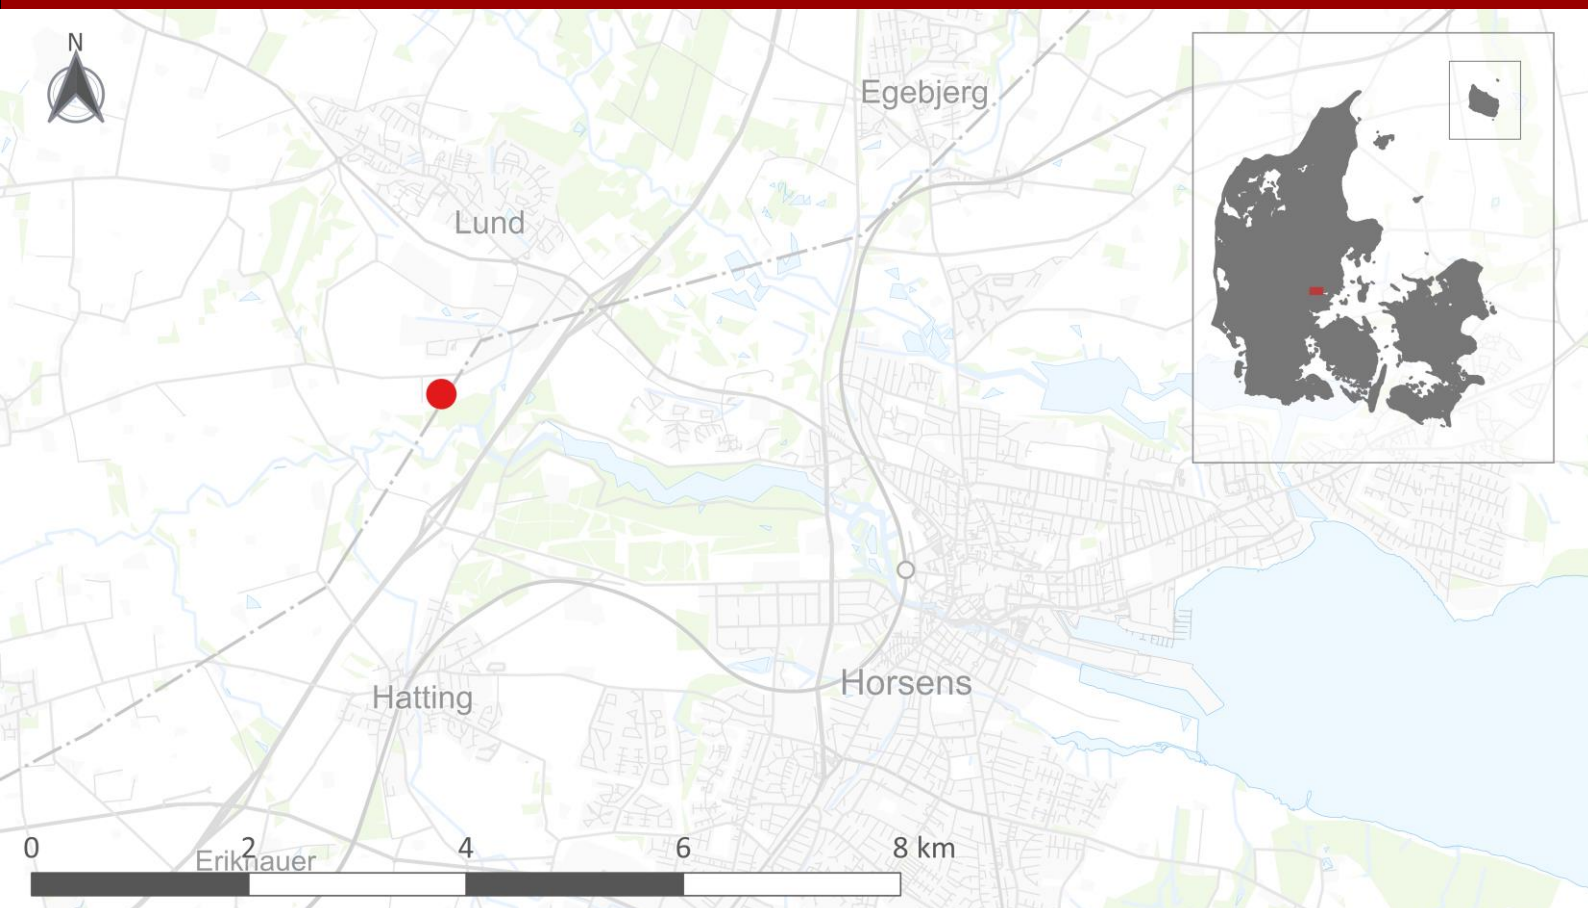 N
Egebjerg
Lund
Hatting
Horsens
0 2 4 6 8 km
Eriknauer